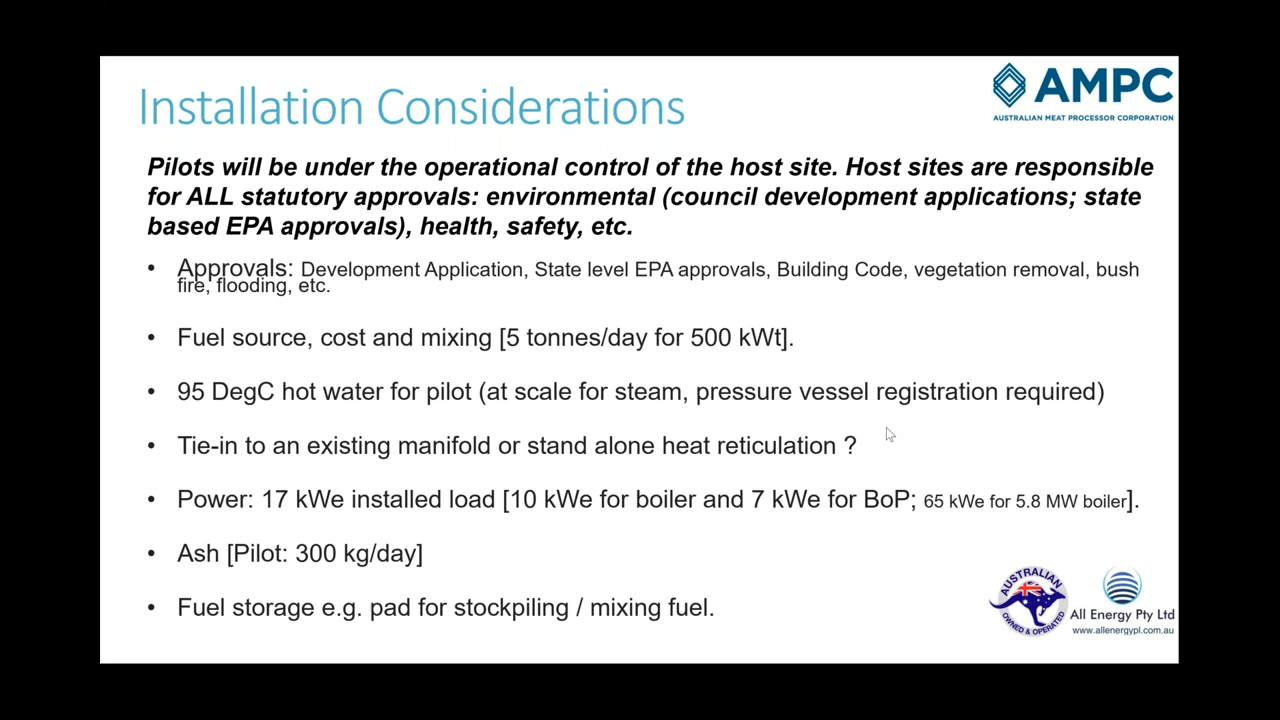 Installation Considerations
AMPC
AUSTRALIAN MEAT PROCESSOR CORPORATION
Pilots will be under the operational control of the host site. Host sites are responsible
for ALL statutory approvals: environmental (council development applications; state
based EPA approvals), health, safety, etc.
• Approvals: Development Application, State level EPA approvals, Building Code, vegetation removal, bush
fire, flooding, etc.
• Fuel source, cost and mixing [5 tonnes/day for 500 kWt].
• 95 DegC hot water for pilot (at scale for steam, pressure vessel registration required)
• Tie-in to an existing manifold or stand alone heat reticulation ?
• Power: 17 kWe installed load [10 kWe for boiler and 7 kWe for BoP; 65 kWe for 5.8 MW boiler].
• Ash [Pilot: 300 kg/day]
• Fuel storage e.g. pad for stockpiling / mixing fuel.
AUSTRALIAN
OWNED & OPERATED
All Energy Pty Ltd
www.allenergypl.com.au